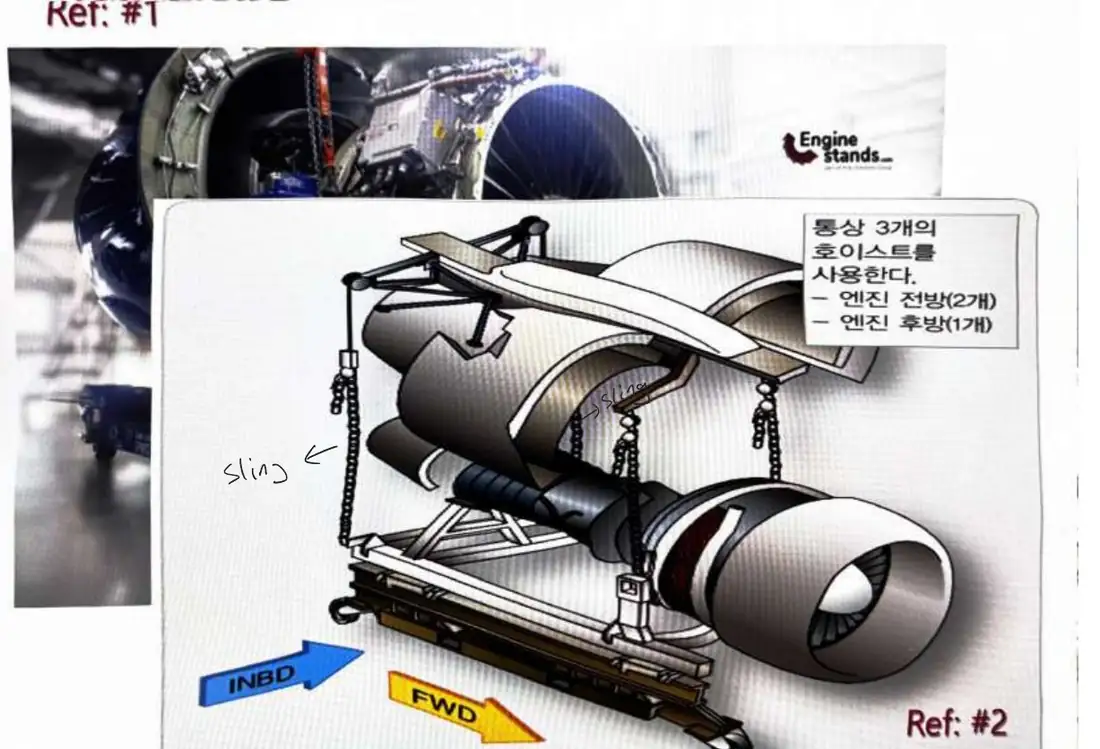 Ref: #1
Engine
stands.com
통상 3개의
호이스트를
사용한다.
– 엔진 전방(2개)
– 엔진 후방(1개)
sling
sling
INBD
FWD
Ref: #2